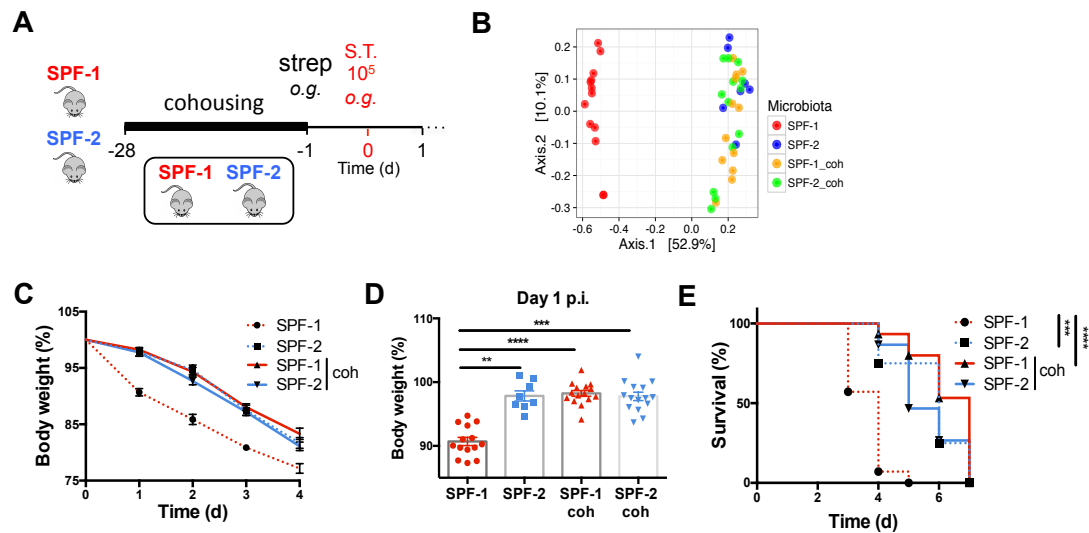 A
SPF-1
SPF-2
cohousing
strep
o.g.
S.T.
10⁵
o.g.
-28
-1
0
1
Time (d)
SPF-1 SPF-2
B
0.2
0.1
0.0
-0.1
-0.2
-0.3
Axis.2 [10.1%]
-0.6 -0.4 -0.2 0.0 0.2
Axis.1 [52.9%]
Microbiota
SPF-1
SPF-2
SPF-1_coh
SPF-2_coh
C
105
95
85
75
Body weight (%)
0 1 2 3 4
Time (d)
SPF-1
SPF-2
SPF-1
SPF-2
coh
D
Day 1 p.i.
***
****
**
110
100
90
Body weight (%)
SPF-1 SPF-2 SPF-1 SPF-2
coh coh
E
100
50
0
Survival (%)
0 2 4 6
Time (d)
SPF-1
SPF-2
SPF-1
SPF-2
coh
***
****